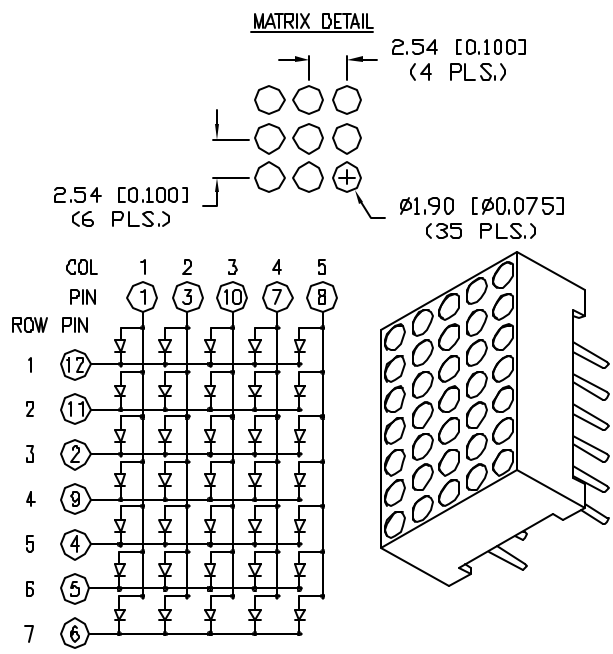 MATRIX DETAIL
2.54 [0.100]
(4 PLS.)
2.54 [0.100]
(6 PLS.)
Ø1.90 [Ø0.075]
(35 PLS.)
COL 1 2 3 4 5
PIN 1 3 10 7 8
ROW PIN
1 12
2 11
3 2
4 9
5 4
6 5
7 6